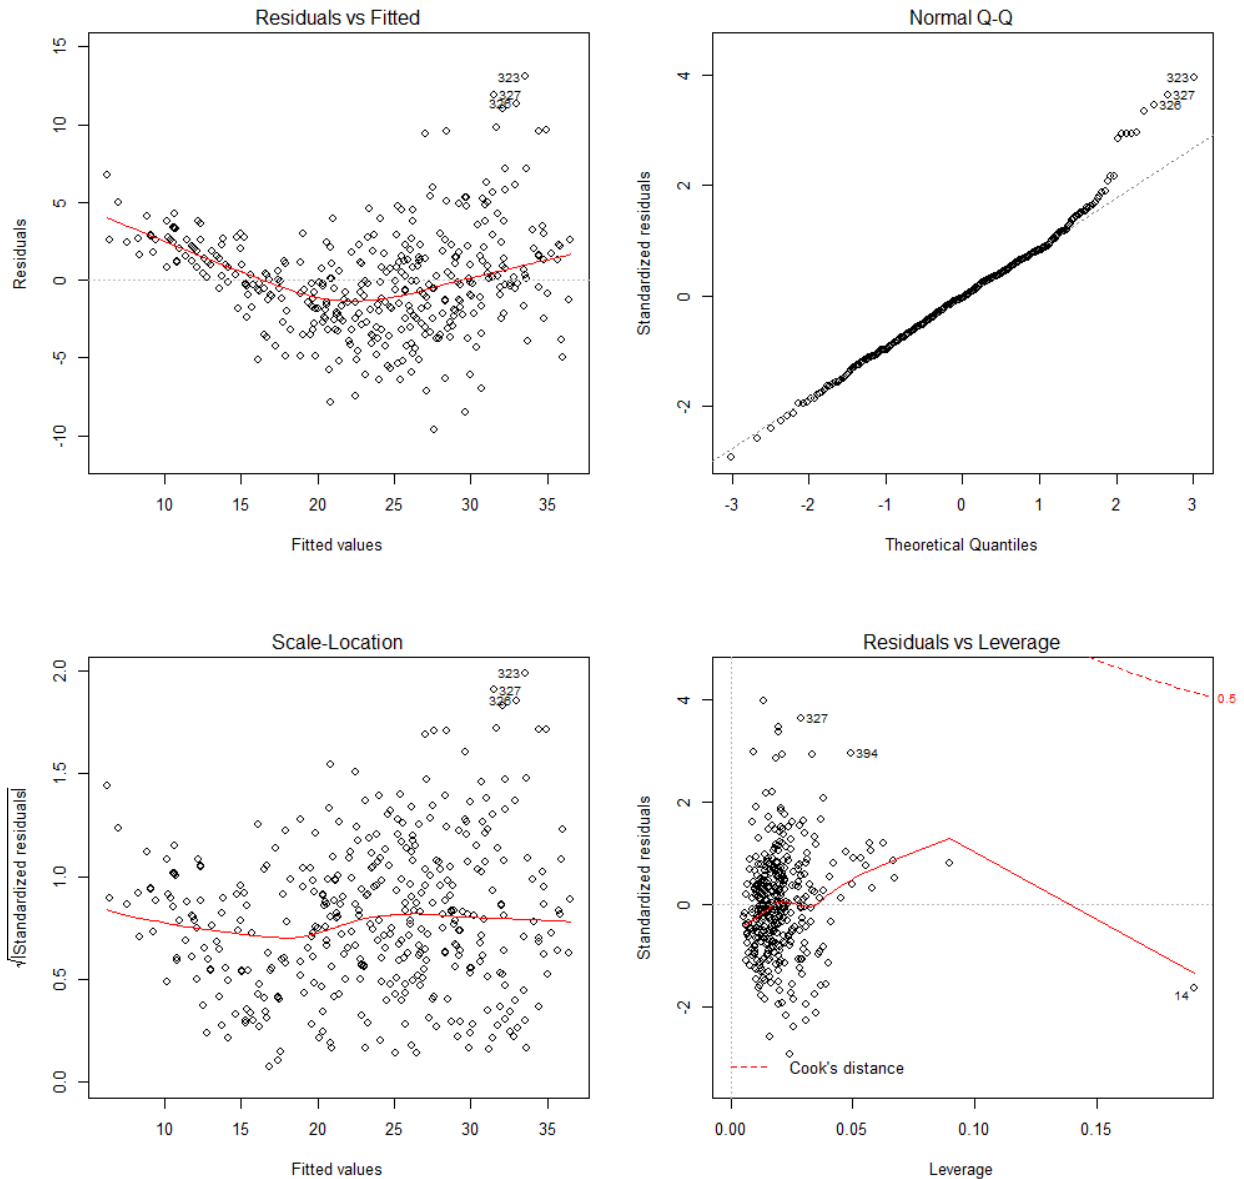 Residuals vs Fitted
Residuals
15
10
5
0
-5
-10
323
327
326
10 15 20 25 30 35
Fitted values
Normal Q-Q
Standardized residuals
4
2
0
-2
323
327
326
-3 -2 -1 0 1 2 3
Theoretical Quantiles
Scale-Location
√|Standardized residuals|
2.0
1.5
1.0
0.5
0.0
323
327
326
10 15 20 25 30 35
Fitted values
Residuals vs Leverage
Standardized residuals
4
2
0
-2
0.5
327
394
14
Cook's distance
0.00 0.05 0.10 0.15
Leverage